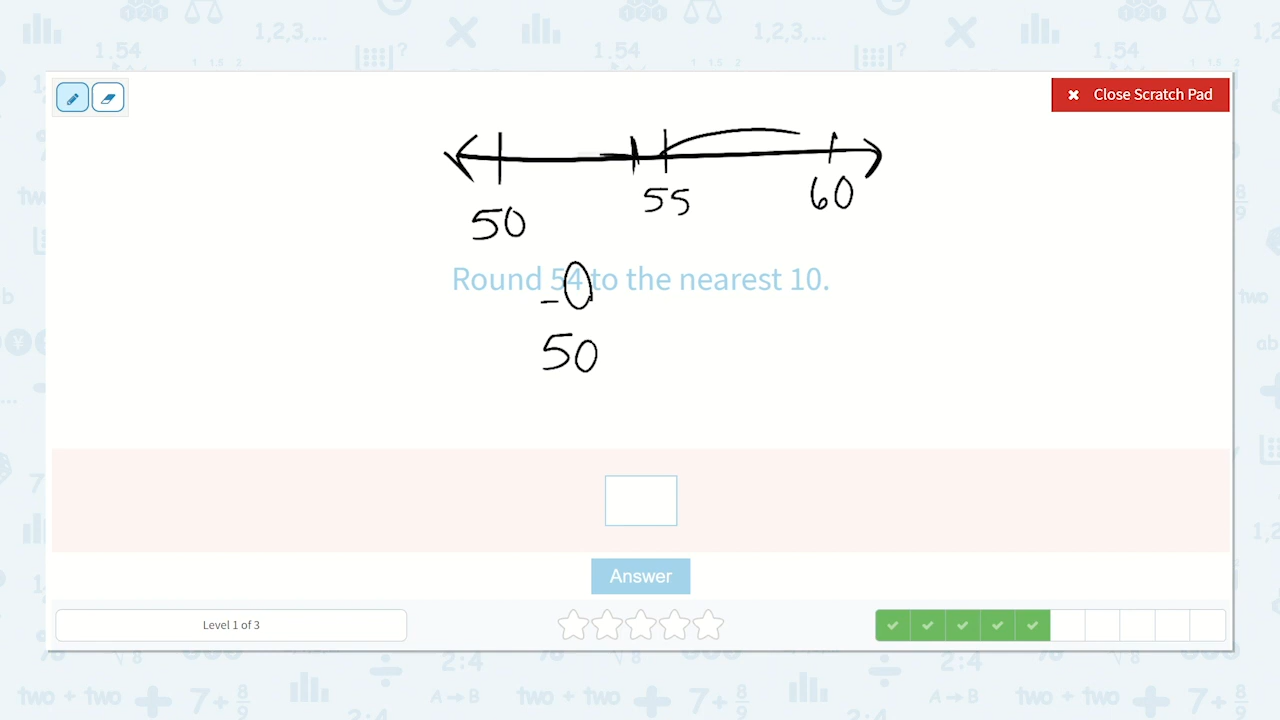 Close Scratch Pad
50 55 60
Round 54 to the nearest 10.
-0
50
Answer
Level 1 of 3